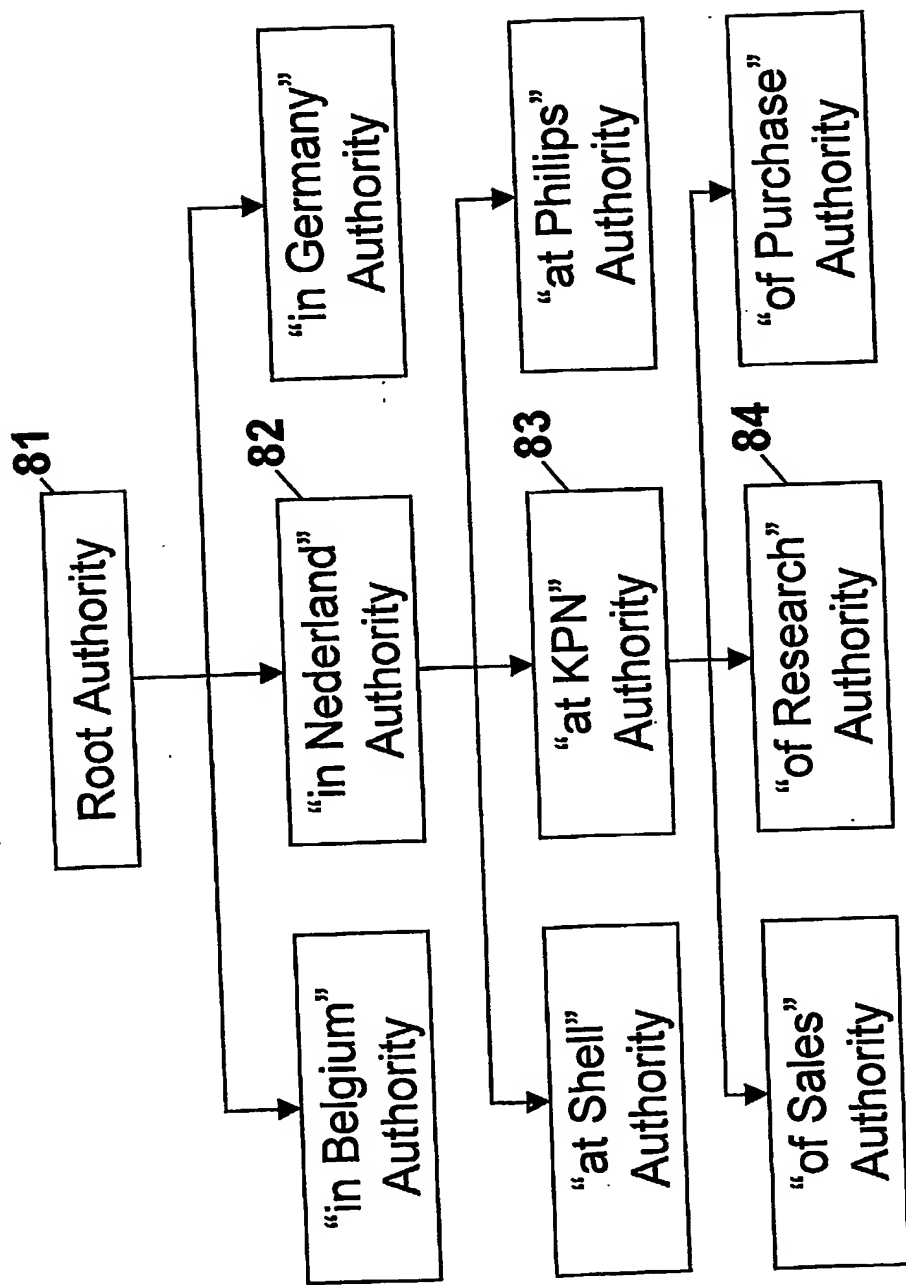 81
Root Authority
82
“in Belgium”
Authority
“in Nederland”
Authority
“in Germany”
Authority
83
“at Shell”
Authority
“at KPN”
Authority
“at Philips”
Authority
84
“of Sales”
Authority
“of Research”
Authority
“of Purchase”
Authority